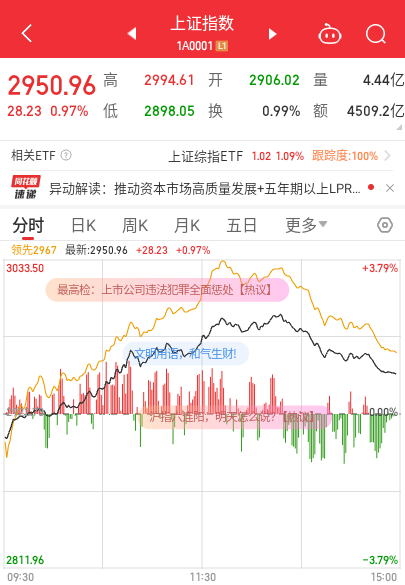 上证指数
1A0001 L1
2950.96 高 2994.61 开 2906.02 量 4.44亿
28.23 0.97% 低 2898.05 换 0.99% 额 4509.2亿
相关ETF ? 上证综指ETF 1.02 1.09% 跟踪度:100%
同花顺速递 异动解读：推动资本市场高质量发展+五年期以上LPR...
分时 日K 周K 月K 五日 更多
领先2967 最新:2950.96 +28.23 +0.97%
3033.50 +3.79%
最高检：上市公司违法犯罪全面惩处【热议】
文明用语，和气生财!
沪指六连阳，明天怎么说？【热议】
0.00%
2811.96 -3.79%
09:30 11:30 15:00